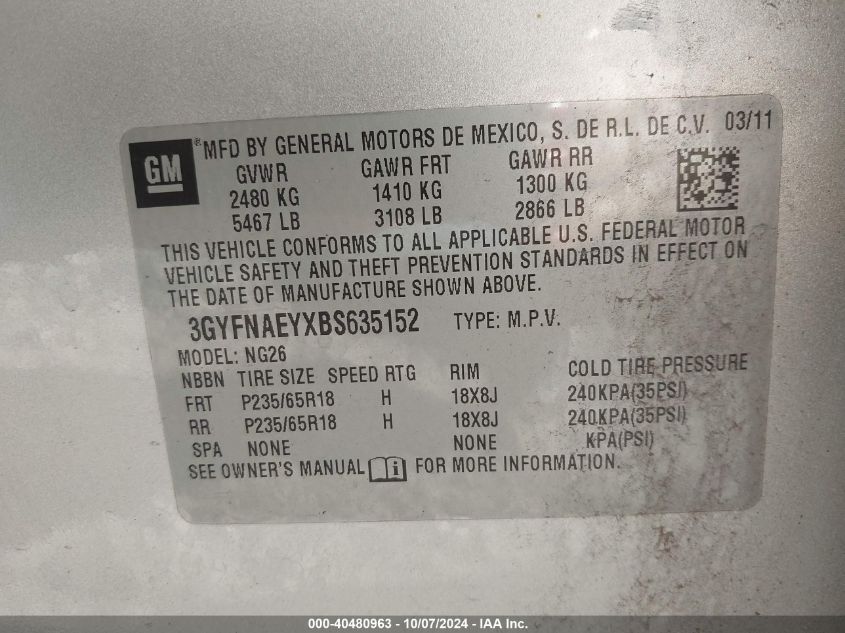 GM ® MFD BY GENERAL MOTORS DE MEXICO, S. DE R.L. DE C.V. 03/11
GVWR GAWR FRT GAWR RR
2480 KG 1410 KG 1300 KG
5467 LB 3108 LB 2866 LB
THIS VEHICLE CONFORMS TO ALL APPLICABLE U.S. FEDERAL MOTOR
VEHICLE SAFETY AND THEFT PREVENTION STANDARDS IN EFFECT ON
THE DATE OF MANUFACTURE SHOWN ABOVE.
3GYFNAEYXBS635152 TYPE: M.P.V.
MODEL: NG26
NBBN TIRE SIZE SPEED RTG RIM COLD TIRE PRESSURE
FRT P235/65R18 H 18X8J 240KPA(35PSI)
RR P235/65R18 H 18X8J 240KPA(35PSI)
SPA NONE NONE KPA(PSI)
SEE OWNER'S MANUAL FOR MORE INFORMATION.
000-40480963 - 10/07/2024 - IAA Inc.